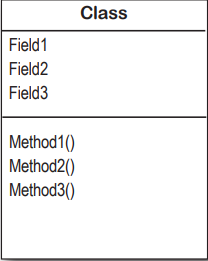 Class
Field1
Field2
Field3
Method1()
Method2()
Method3()